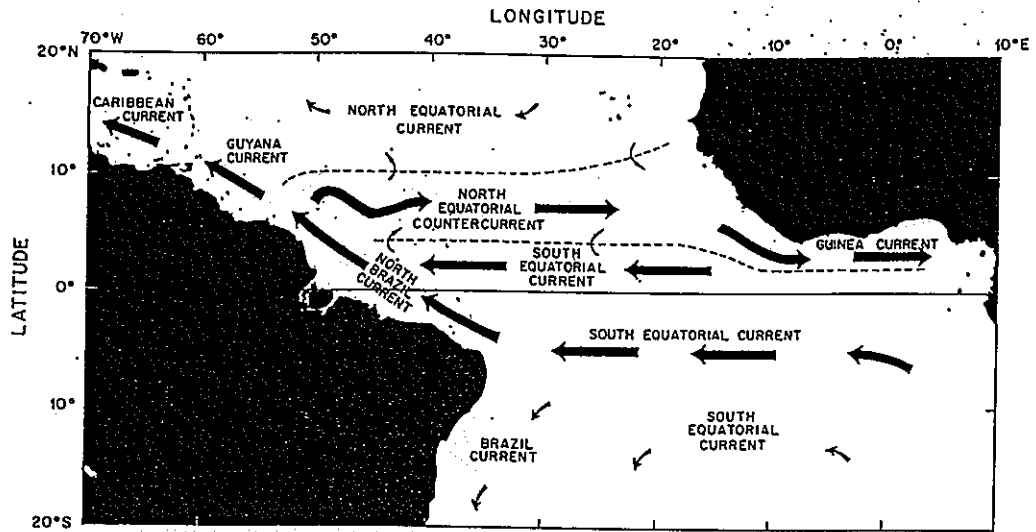 LONGITUDE
70°W 60° 50° 40° 30° 20° 10° 0° 10°E
20°N
CARIBBEAN
CURRENT
NORTH EQUATORIAL
CURRENT
GUYANA
CURRENT
10°
NORTH
EQUATORIAL
COUNTERCURRENT
GUINEA CURRENT
SOUTH
EQUATORIAL
CURRENT
NORTH
BRAZIL
CURRENT
LATITUDE
0°
SOUTH EQUATORIAL CURRENT
10°
BRAZIL
CURRENT
SOUTH
EQUATORIAL
CURRENT
20°S